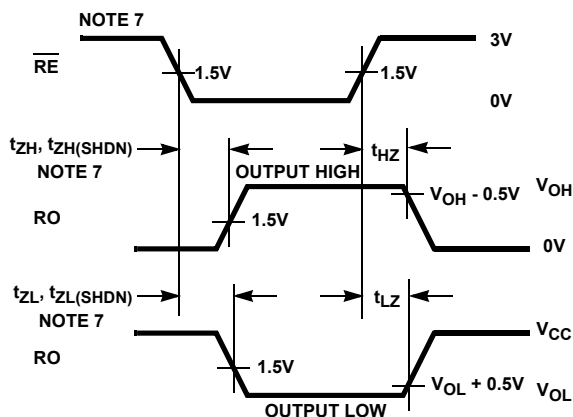 NOTE 7
RE
3V
1.5V
1.5V
0V
tZH, tZH(SHDN)
NOTE 7
tHZ
OUTPUT HIGH
VOH - 0.5V
VOH
RO
1.5V
0V
tZL, tZL(SHDN)
NOTE 7
tLZ
RO
VCC
1.5V
VOL + 0.5V
VOL
OUTPUT LOW